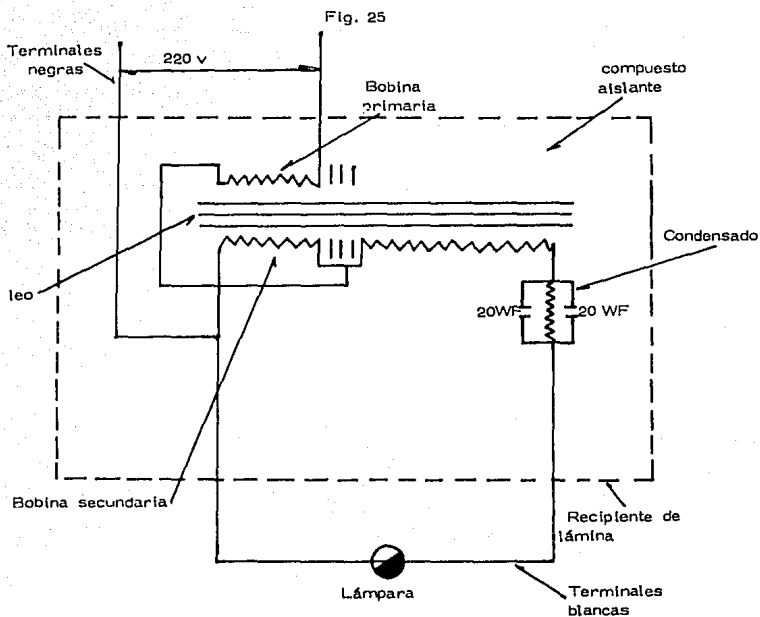 Fig. 25
Terminales
negras
220 v
compuesto
aislante
Bobina
primaria
Condensado
leo
20WF
20 WF
Bobina secundaria
Recipiente de
lámina
Lámpara
Terminales
blancas